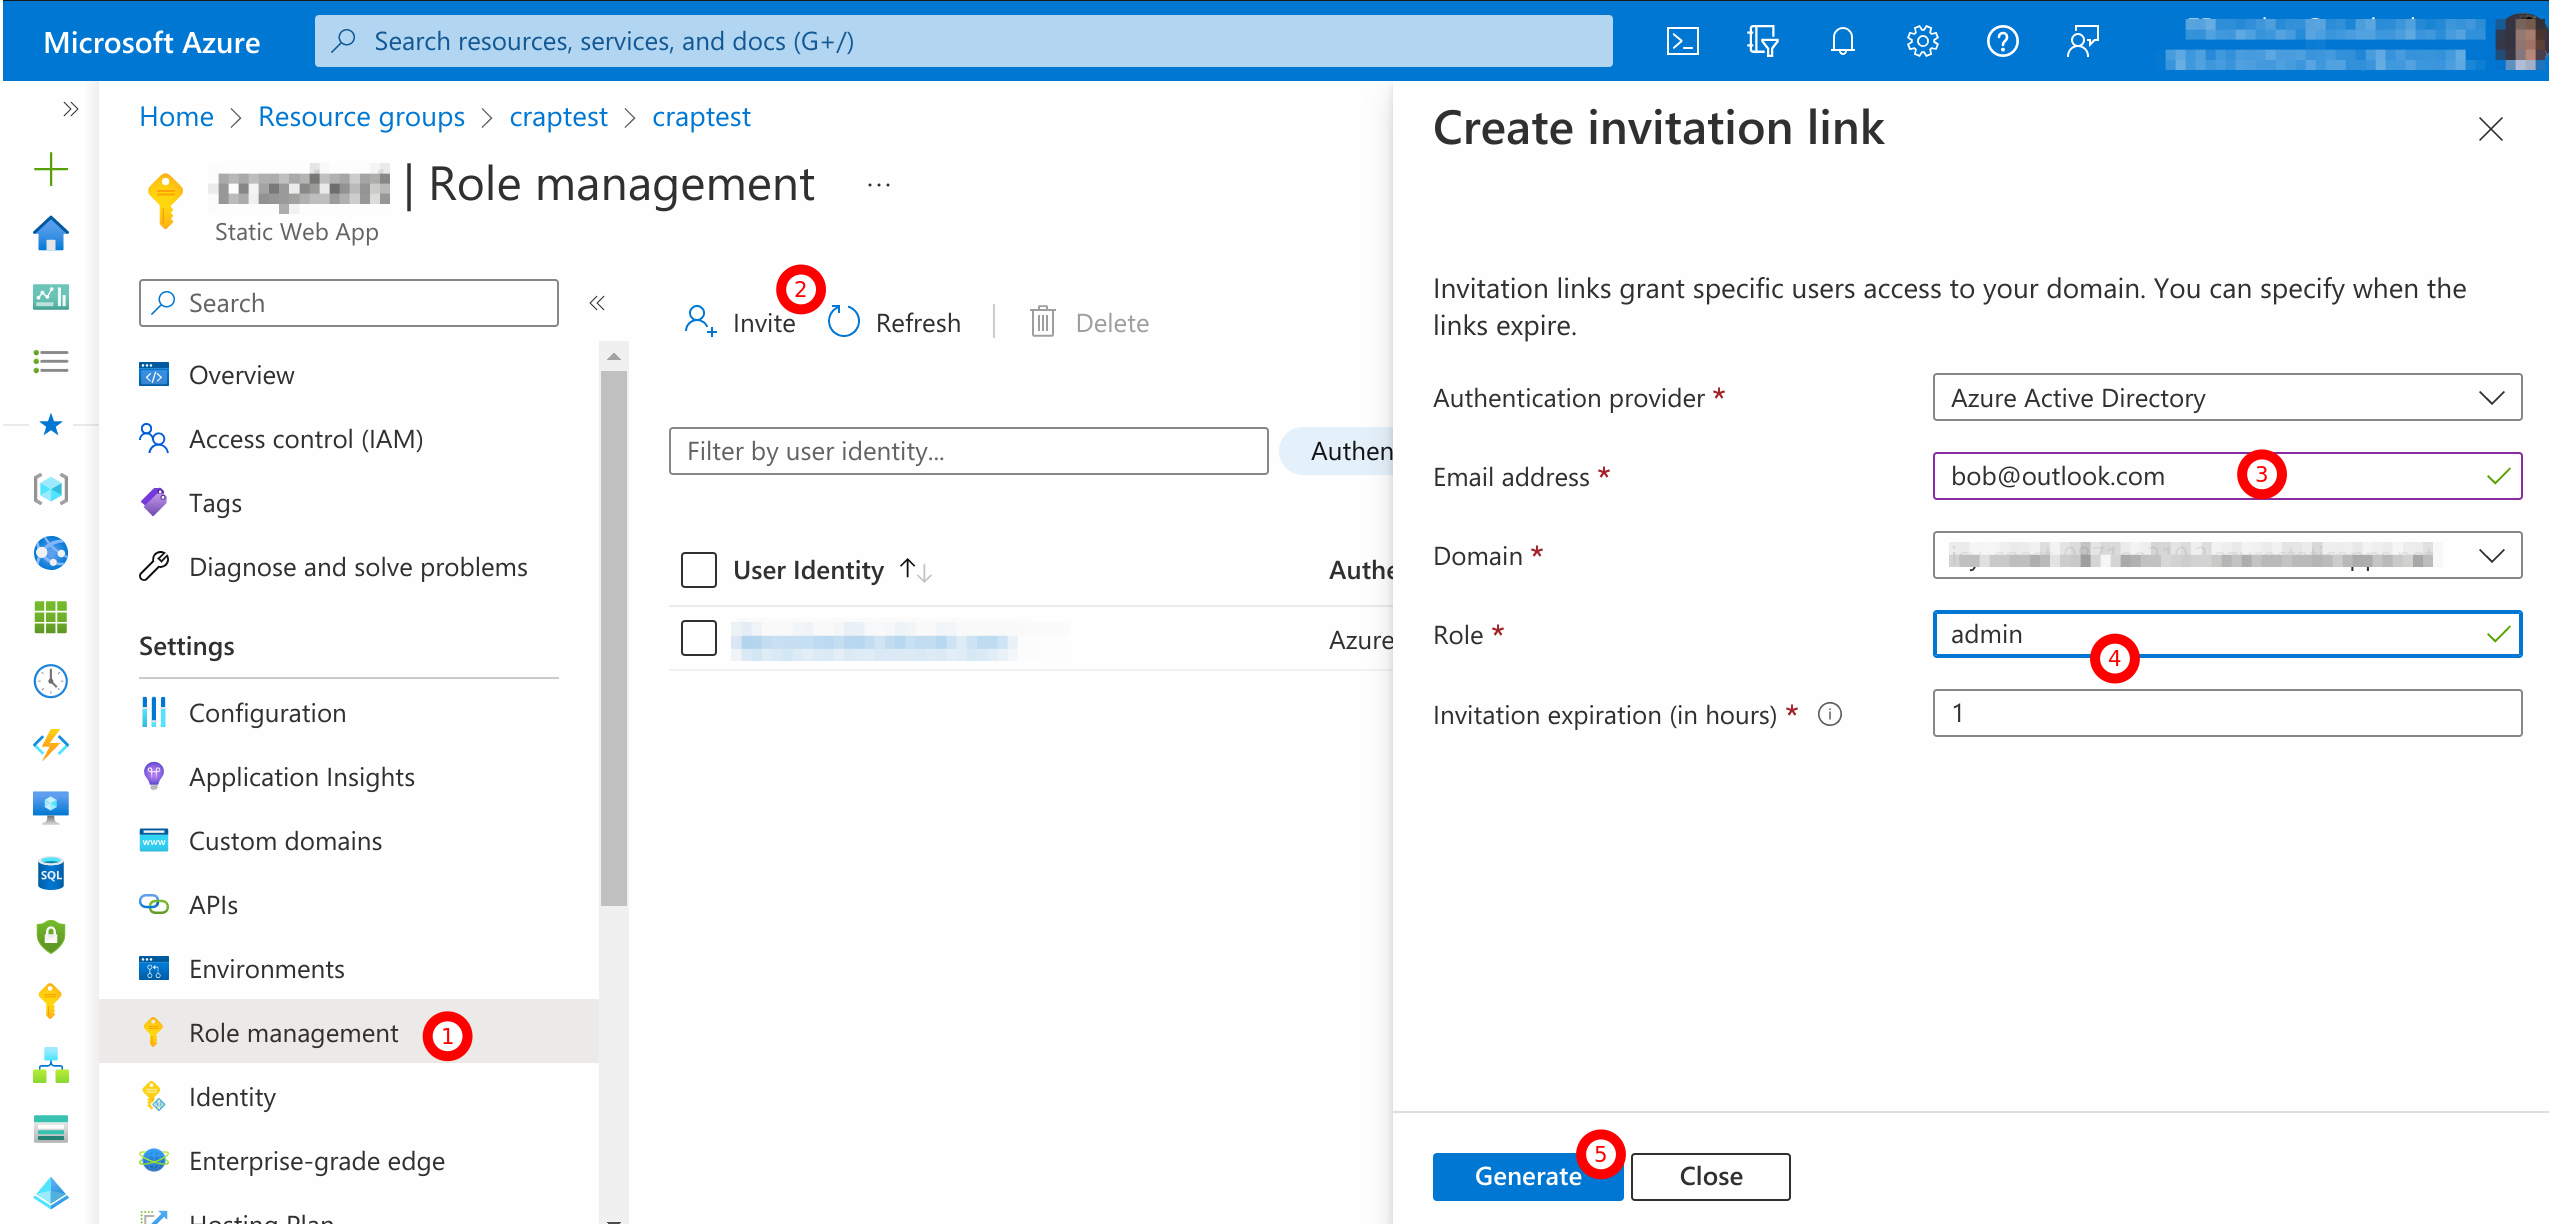 Microsoft Azure
Search resources, services, and docs (G+/)
Home > Resource groups > craptest > craptest
| Role management ...
Static Web App
Search
«
Overview
Access control (IAM)
Tags
Diagnose and solve problems
Settings
Configuration
Application Insights
www
Custom domains
APIs
Environments
Role management 1
Identity
Enterprise-grade edge
Hosting Plan
SQL
2
Invite Refresh Delete
Filter by user identity...
Authen
User Identity Authe
Azure
Create invitation link
Invitation links grant specific users access to your domain. You can specify when the
links expire.
Authentication provider * Azure Active Directory
Email address * bob@outlook.com 3
Domain *
Role * admin
4
Invitation expiration (in hours) * 1
5
Generate Close